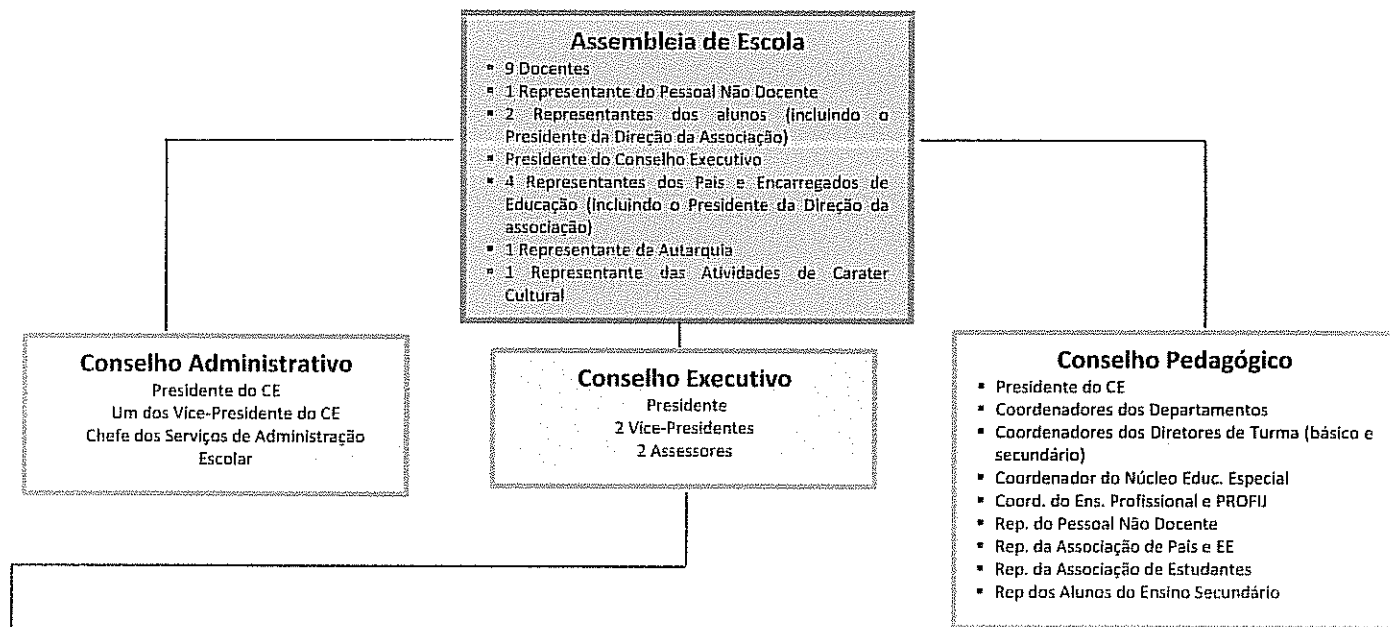 Assembleia de Escola
▪ 9 Docentes
▪ 1 Representante do Pessoal Não Docente
▪ 2 Representantes dos alunos (incluindo o
Presidente da Direção da Associação)
▪ Presidente do Conselho Executivo
▪ 4 Representantes dos Pais e Encarregados de
Educação (incluindo o Presidente da Direção da
associação)
▪ 1 Representante da Autarquia
▪ 1 Representante das Atividades de Carater
Cultural
Conselho Administrativo
Presidente do CE
Um dos Vice-Presidente do CE
Chefe dos Serviços de Administração
Escolar
Conselho Executivo
Presidente
2 Vice-Presidentes
2 Assessores
Conselho Pedagógico
▪ Presidente do CE
▪ Coordenadores dos Departamentos
▪ Coordenadores dos Diretores de Turma (básico e
secundário)
▪ Coordenador do Núcleo Educ. Especial
▪ Coord. do Ens. Profissional e PROFIJ
▪ Rep. do Pessoal Não Docente
▪ Rep. da Associação de Pais e EE
▪ Rep. da Associação de Estudantes
▪ Rep dos Alunos do Ensino Secundário